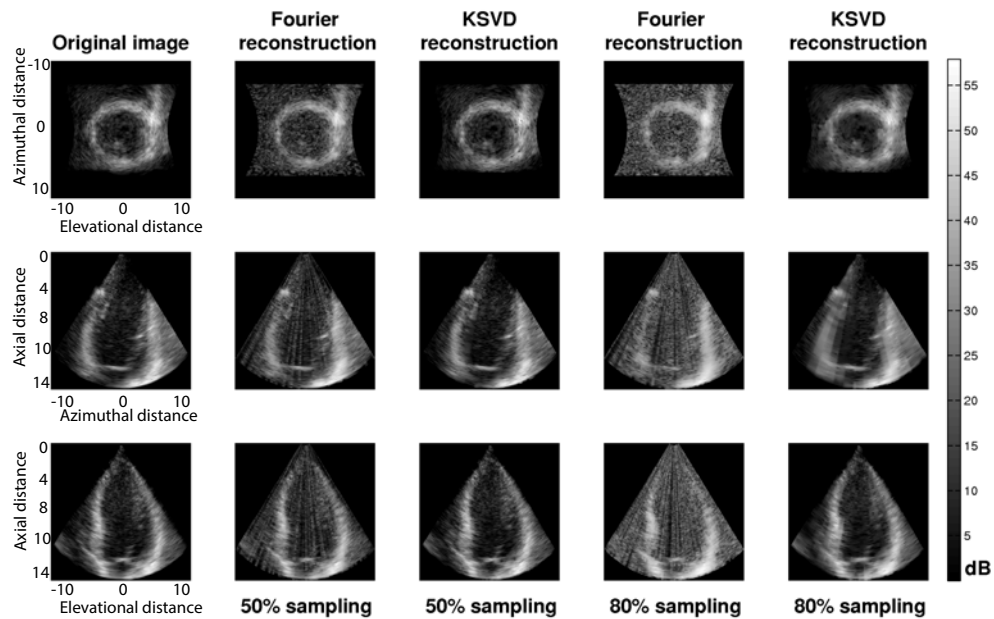 Original image
Fourier
reconstruction
KSVD
reconstruction
Fourier
reconstruction
KSVD
reconstruction
Azimuthal distance
-10
0
10
-10 0 10
Elevational distance
Axial distance
0
4
8
10
14
-10 0 10
Azimuthal distance
Axial distance
0
4
8
10
14
-10 0 10
Elevational distance
50% sampling
50% sampling
80% sampling
80% sampling
55
50
45
40
35
30
25
20
15
10
5
dB